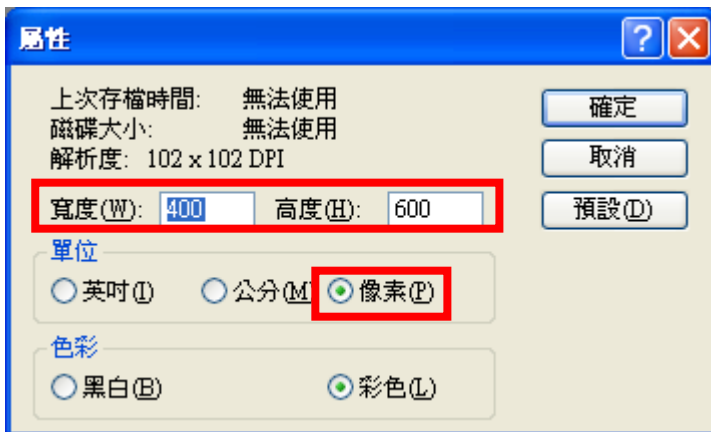 屬性
上次存檔時間: 無法使用
磁碟大小: 無法使用
解析度: 102 x 102 DPI
確定
取消
預設(D)
寬度(W): 400 高度(H): 600
單位
英吋(I) 公分(M) 像素(P)
色彩
黑白(B) 彩色(L)